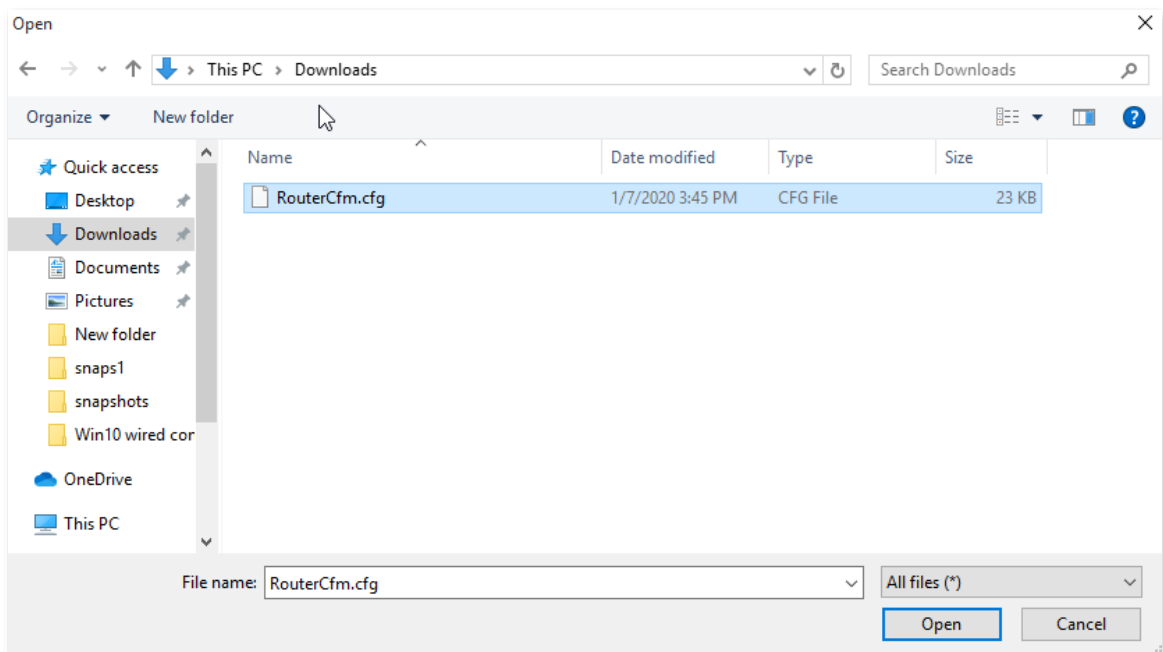 Open
This PC > Downloads
Search Downloads
Organize
New folder
?
Name
Date modified
Type
Size
RouterCfm.cfg
1/7/2020 3:45 PM
CFG File
23 KB
Quick access
Desktop
Downloads
Documents
Pictures
New folder
snaps1
snapshots
Win10 wired cor
OneDrive
This PC
File name:
RouterCfm.cfg
All files (*)
Open
Cancel